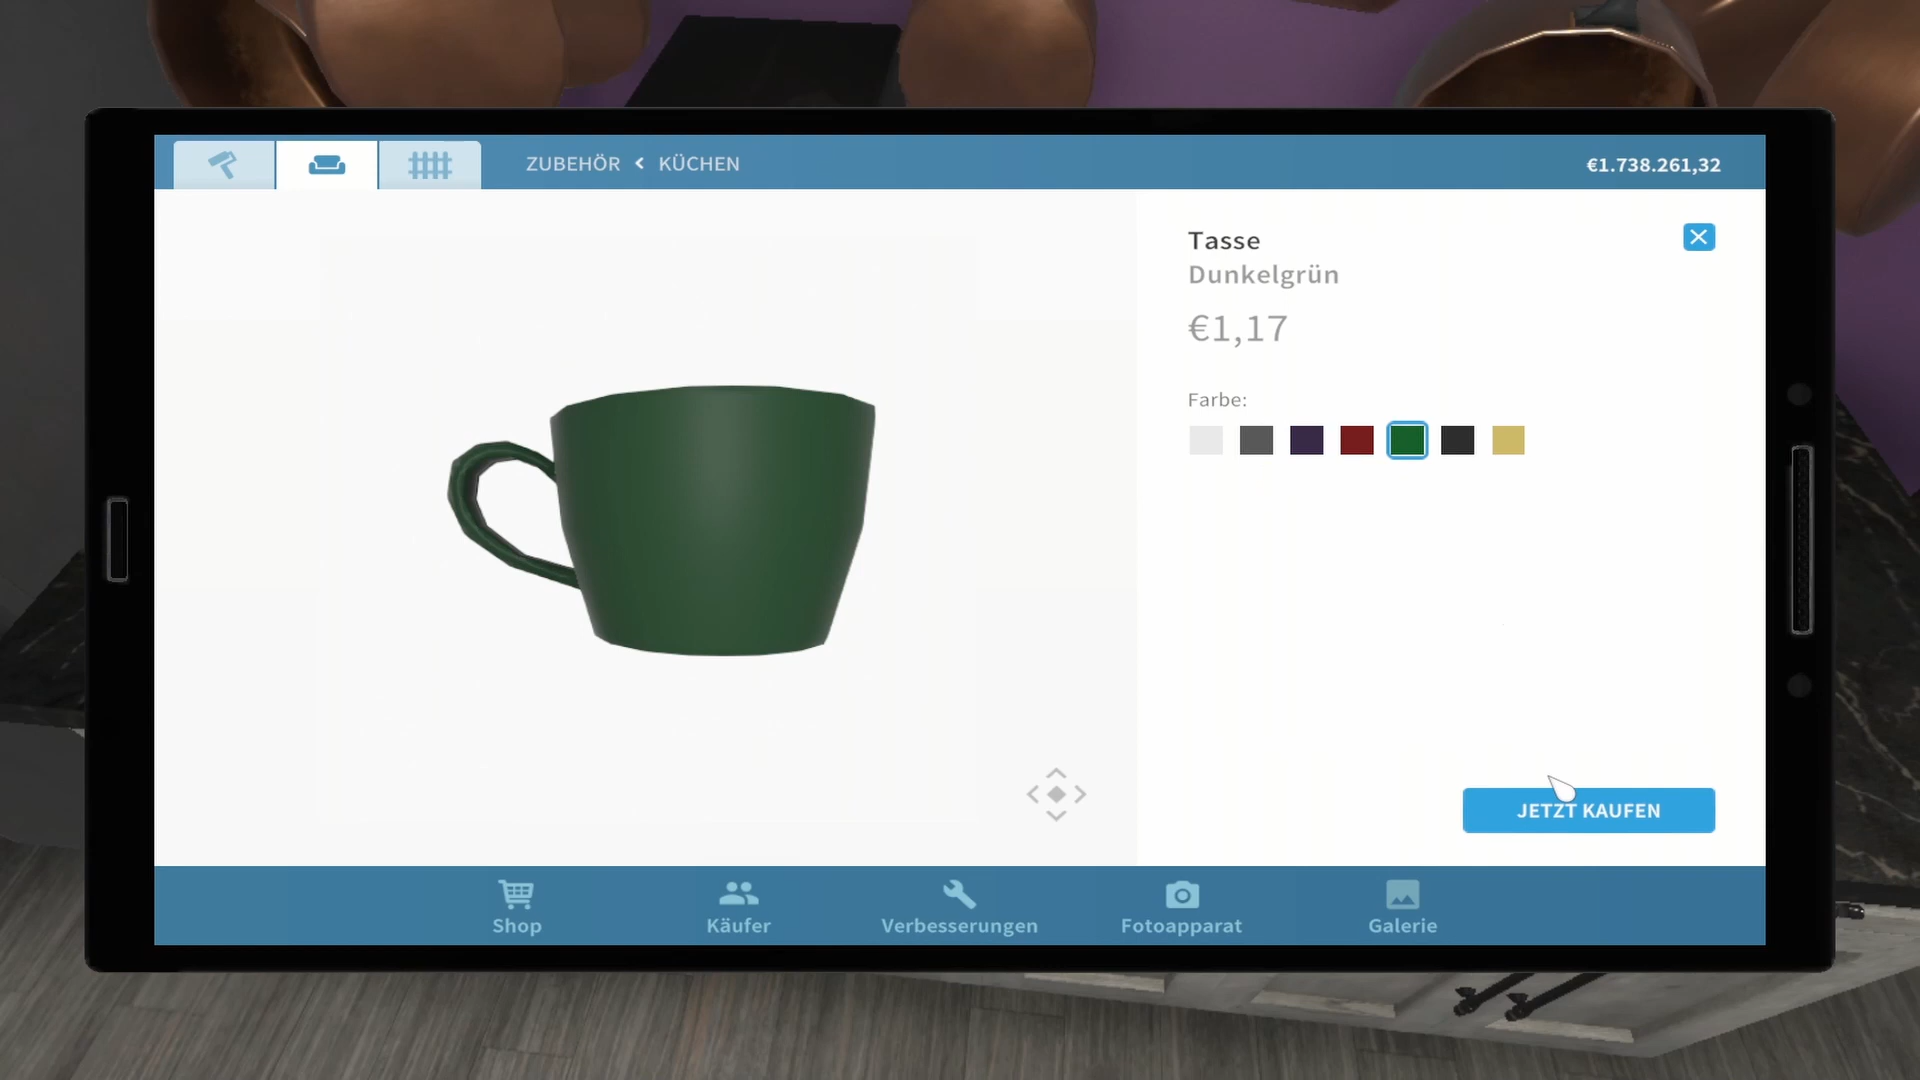 ZUBEHÖR < KÜCHEN
€1.738.261,32
Tasse
Dunkelgrün
€1,17
Farbe:
JETZT KAUFEN
Shop
Käufer
Verbesserungen
Fotoapparat
Galerie